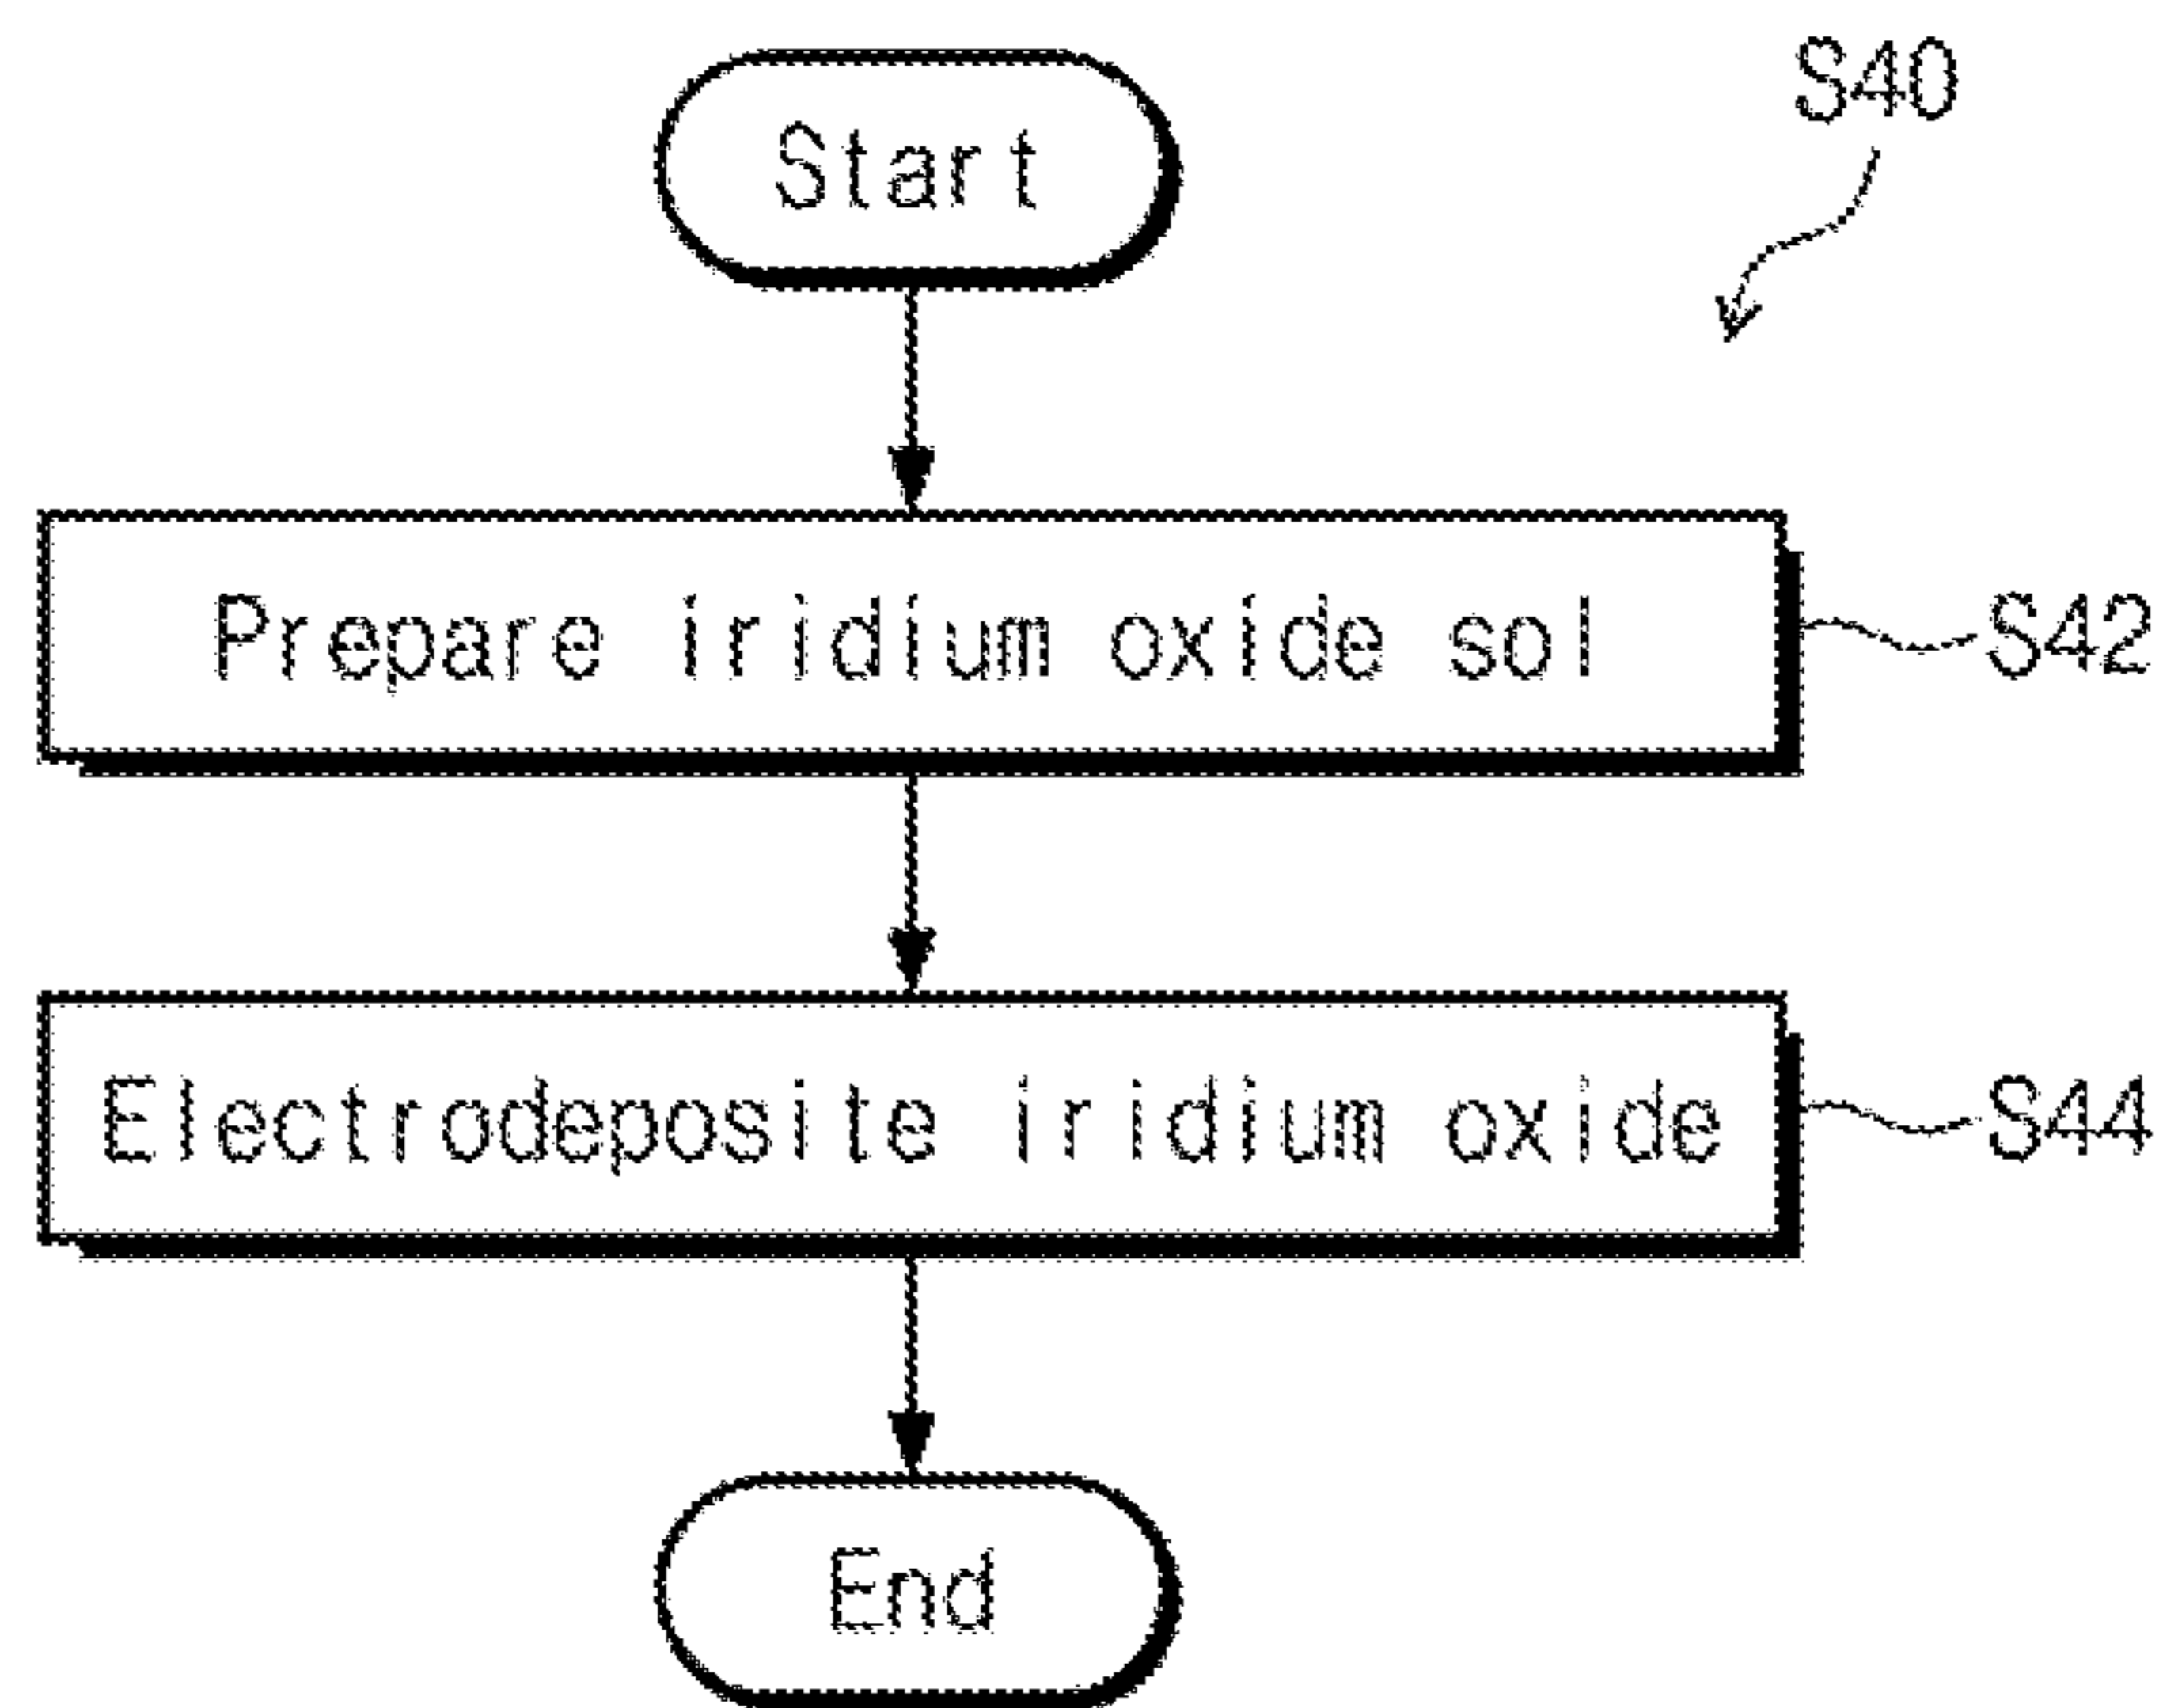 Start
S40
Prepare iridium oxide sol
S42
Electrodeposite iridium oxide
S44
End